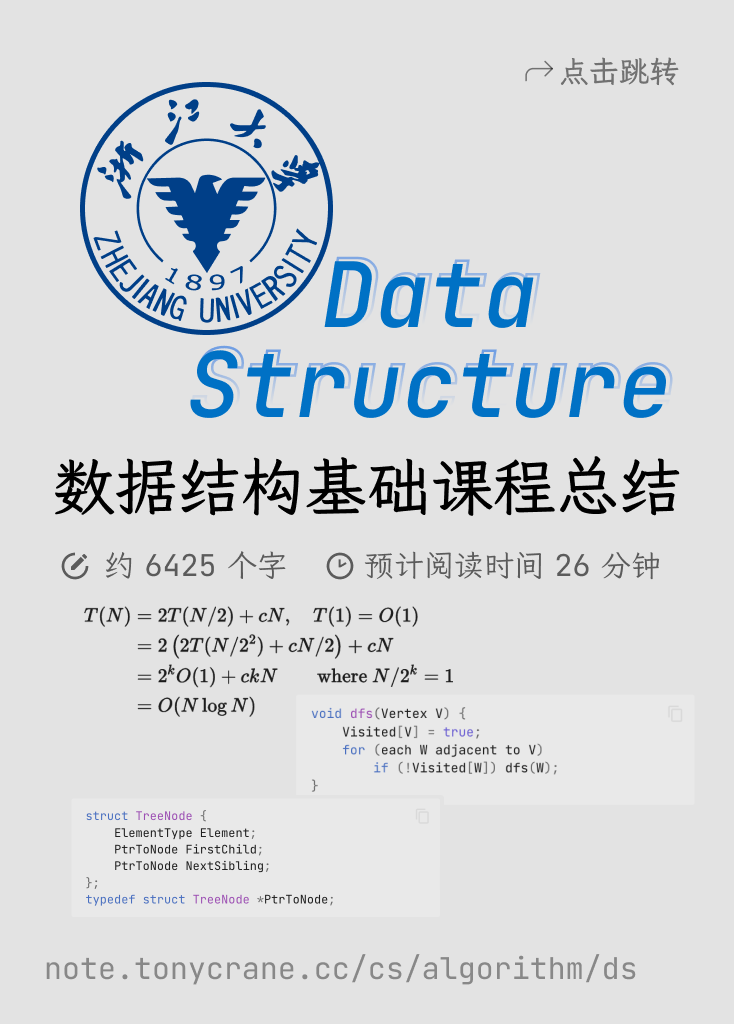 点击跳转
浙江大学
1897
ZHEJIANG UNIVERSITY
Data
Structure
数据结构基础课程总结
约 6425 个字 预计阅读时间 26 分钟
T(N) = 2T(N/2) + cN, T(1) = O(1)
= 2 (2T(N/2²) + cN/2) + cN
= 2ᵏO(1) + ckN where N/2ᵏ = 1
= O(N log N)
void dfs(Vertex V) {
    Visited[V] = true;
    for (each W adjacent to V)
        if (!Visited[W]) dfs(W);
}
struct TreeNode {
    ElementType Element;
    PtrToNode FirstChild;
    PtrToNode NextSibling;
};
typedef struct TreeNode *PtrToNode;
note.tonycrane.cc/cs/algorithm/ds